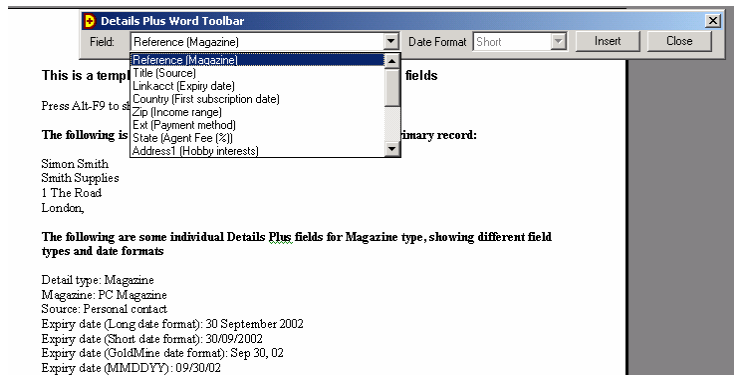 Details Plus Word Toolbar
Field: Reference (Magazine) Date Format Short Insert Close
Reference (Magazine)
Title (Source)
Linkacct (Expiry date)
Country (First subscription date)
Zip (Income range)
Ext (Payment method)
State (Agent Fee (%))
Address1 (Hobby interests)
This is a templ fields
Press Alt-F9 to sh
The following is rimary record:
Simon Smith
Smith Supplies
1 The Road
London,
The following are some individual Details Plus fields for Magazine type, showing different field
types and date formats
Detail type: Magazine
Magazine: PC Magazine
Source: Personal contact
Expiry date (Long date format): 30 September 2002
Expiry date (Short date format): 30/09/2002
Expiry date (GoldMine date format): Sep 30, 02
Expiry date (MMDDYY): 09/30/02